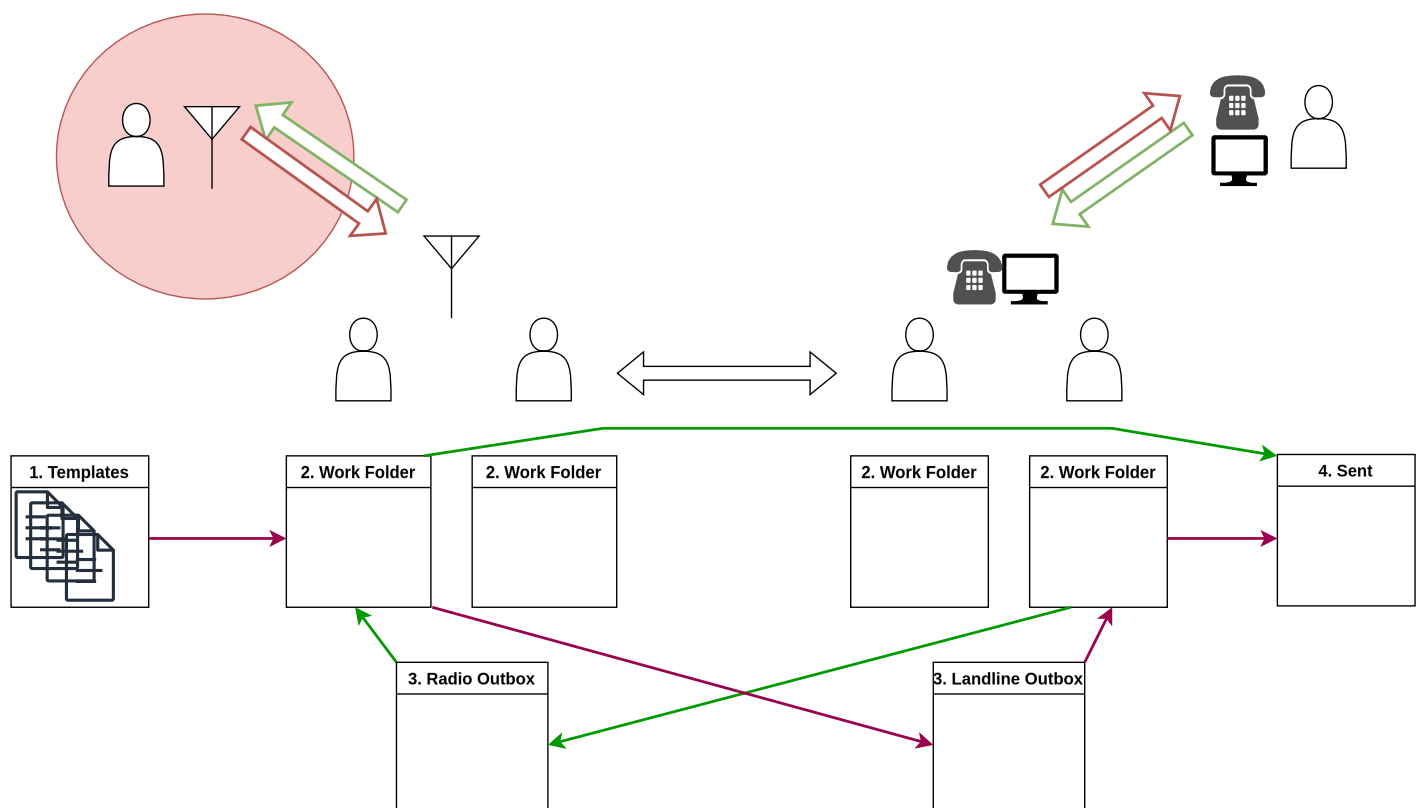 1. Templates
2. Work Folder
2. Work Folder
2. Work Folder
2. Work Folder
4. Sent
3. Radio Outbox
3. Landline Outbox